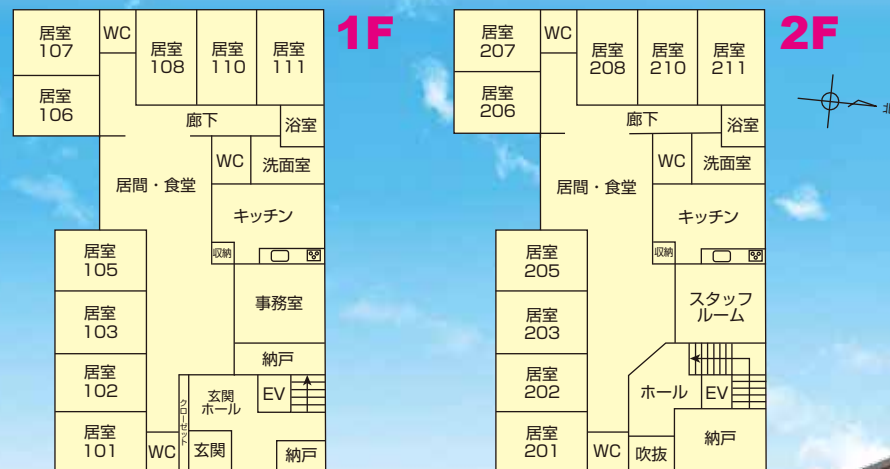 1F
居室
107
WC
居室
108
居室
110
居室
111
居室
106
廊下
浴室
WC
洗面室
居間・食堂
キッチン
収納
居室
105
居室
103
事務室
居室
102
納戸
クローゼット
玄関
ホール
EV
居室
101
WC
玄関
納戸
2F
居室
207
WC
居室
208
居室
210
居室
211
居室
206
廊下
浴室
WC
洗面室
居間・食堂
キッチン
収納
居室
205
居室
203
スタッフ
ルーム
居室
202
ホール
EV
居室
201
WC
吹抜
納戸